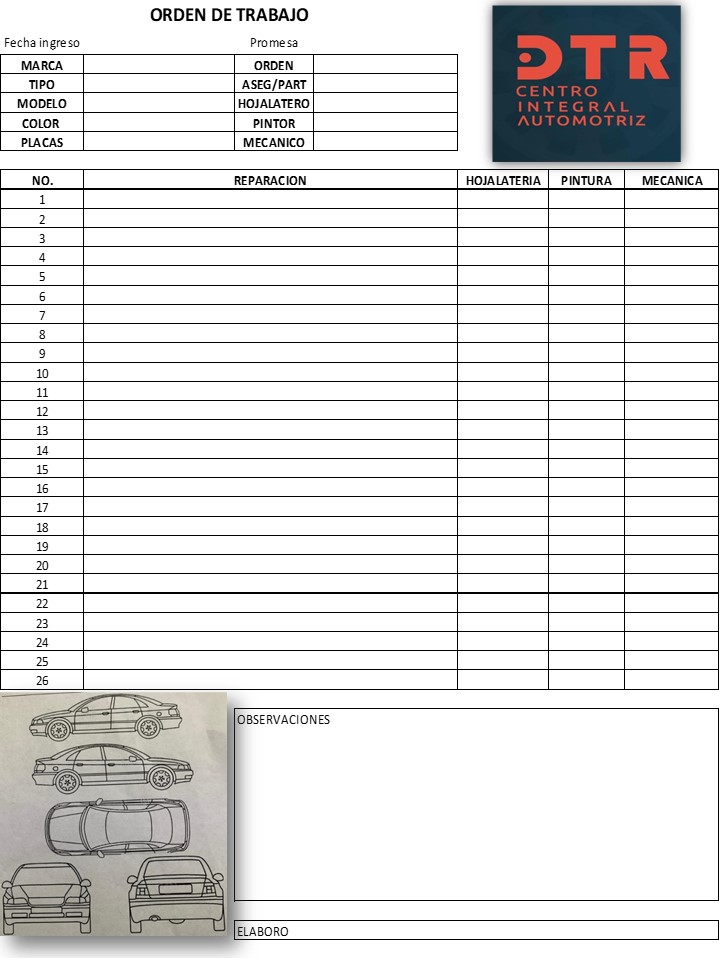 ORDEN DE TRABAJO
Fecha ingreso Promesa
DTR
CENTRO
INTEGRAL
AUTOMOTRIZ
MARCA ORDEN
TIPO ASEG/PART
MODELO HOJALATERO
COLOR PINTOR
PLACAS MECANICO
NO. REPARACION HOJALATERIA PINTURA MECANICA
1
2
3
4
5
6
7
8
9
10
11
12
13
14
15
16
17
18
19
20
21
22
23
24
25
26
OBSERVACIONES
ELABORO